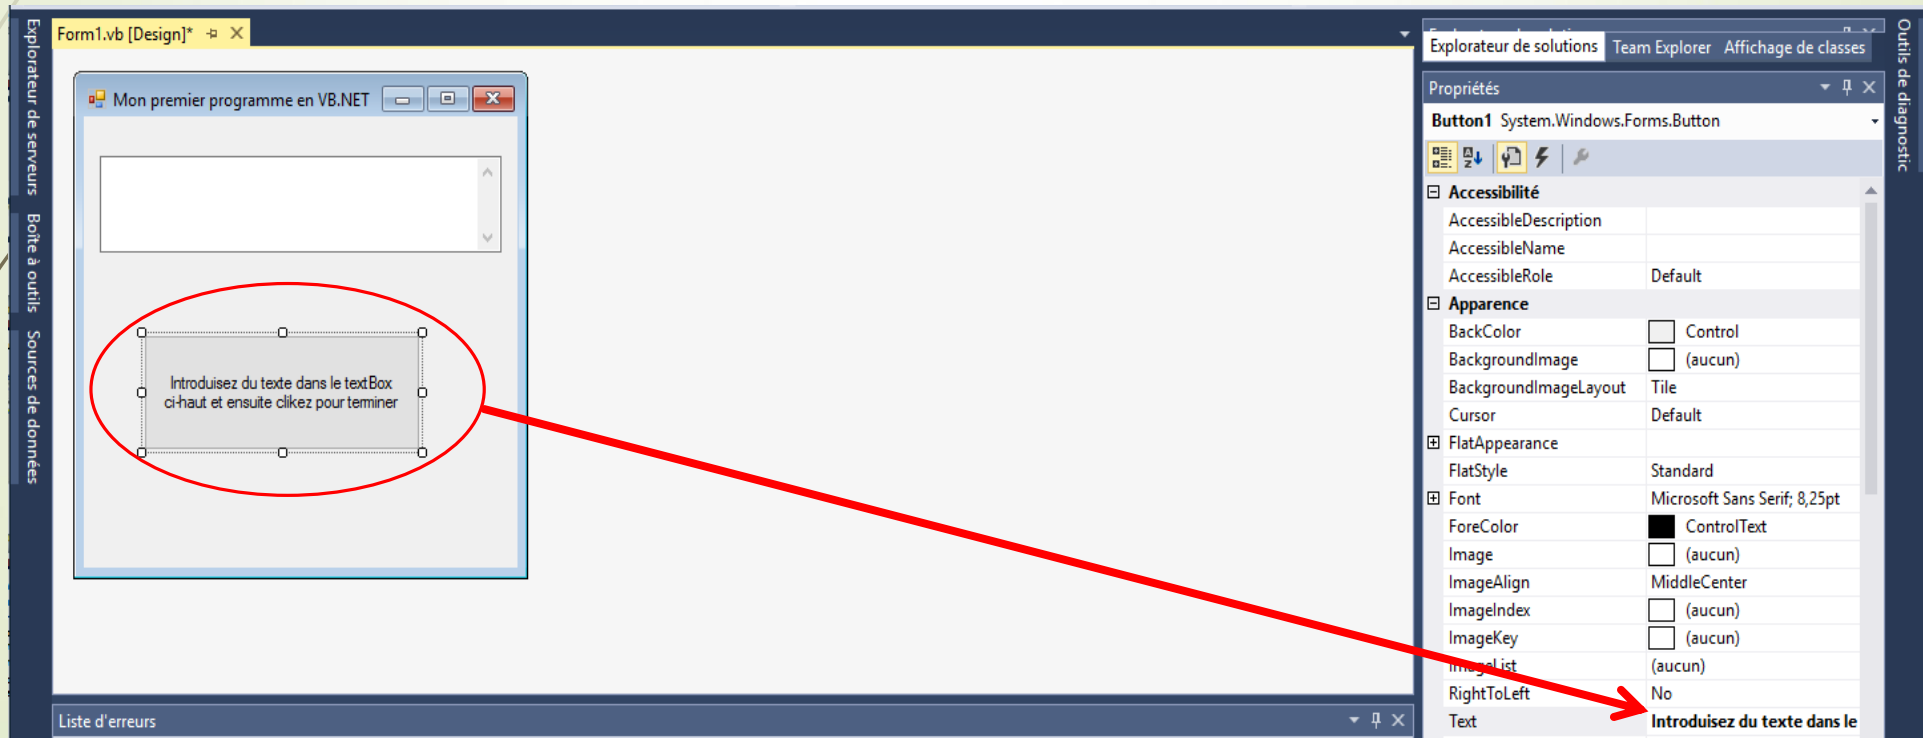 Explorateur de serveurs
Boîte à outils
Sources de données
Form1.vb [Design]*
Mon premier programme en VB.NET
Introduisez du texte dans le textBox
ci-haut et ensuite clikez pour terminer
Liste d'erreurs
Explorateur de solutions Team Explorer Affichage de classes
Propriétés
Button1 System.Windows.Forms.Button
Accessibilité
AccessibleDescription
AccessibleName
AccessibleRole Default
Apparence
BackColor Control
BackgroundImage (aucun)
BackgroundImageLayout Tile
Cursor Default
FlatAppearance
FlatStyle Standard
Font Microsoft Sans Serif; 8,25pt
ForeColor ControlText
Image (aucun)
ImageAlign MiddleCenter
ImageIndex (aucun)
ImageKey (aucun)
ImageList (aucun)
RightToLeft No
Text Introduisez du texte dans le
Outils de diagnostic